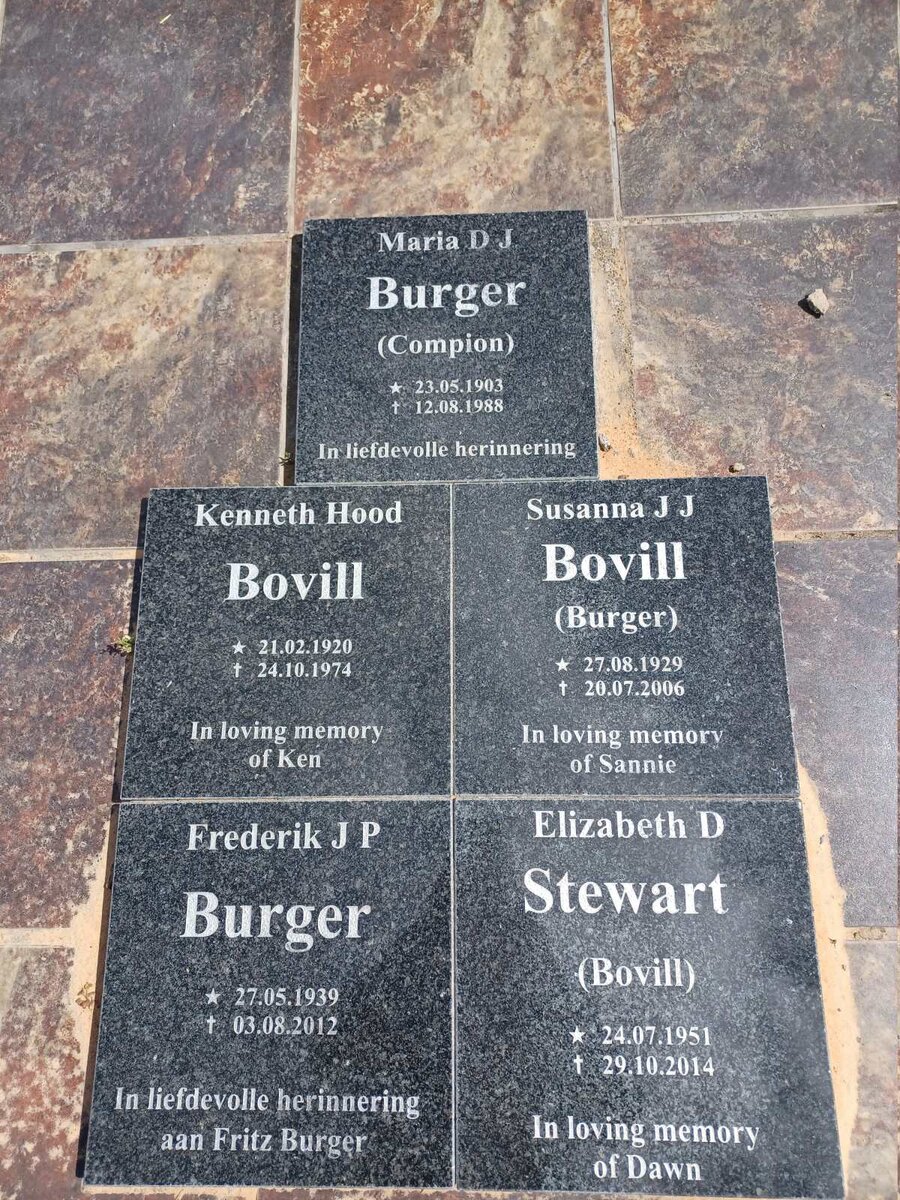 Maria D J
Burger
(Compion)
★ 23.05.1903
† 12.08.1988
In liefdevolle herinnering
Kenneth Hood
Bovill
★ 21.02.1920
† 24.10.1974
In loving memory
of Ken
Susanna J J
Bovill
(Burger)
★ 27.08.1929
† 20.07.2006
In loving memory
of Sannie
Frederik J P
Burger
★ 27.05.1939
† 03.08.2012
In liefdevolle herinnering
aan Fritz Burger
Elizabeth D
Stewart
(Bovill)
★ 24.07.1951
† 29.10.2014
In loving memory
of Dawn